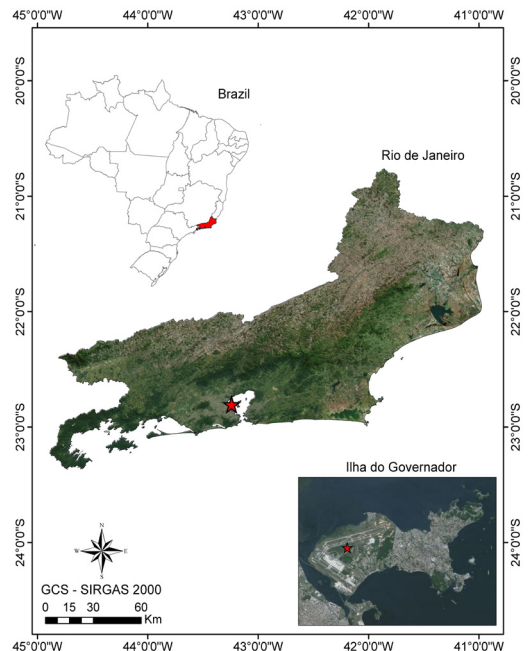 45°0'0"W 44°0'0"W 43°0'0"W 42°0'0"W 41°0'0"W
20°0'0"S 20°0'0"S
Brazil
Rio de Janeiro
21°0'0"S 21°0'0"S
22°0'0"S 22°0'0"S
23°0'0"S 23°0'0"S
Ilha do Governador
24°0'0"S 24°0'0"S
N
W E
S
GCS - SIRGAS 2000
0 15 30 60
Km
45°0'0"W 44°0'0"W 43°0'0"W 42°0'0"W 41°0'0"W